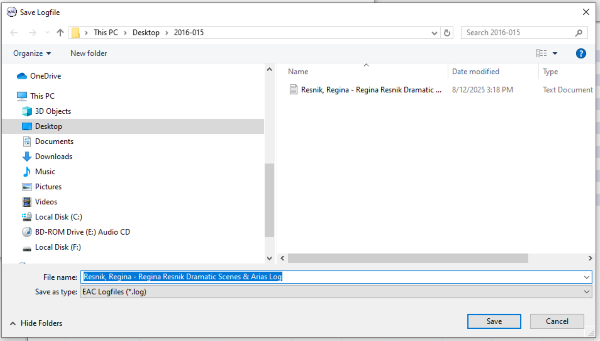 Save Logfile
This PC > Desktop > 2016-015
Search 2016-015
Organize
New folder
Name
Date modified
Type
OneDrive
This PC
3D Objects
Desktop
Documents
Downloads
Music
Pictures
Videos
Local Disk (C:)
BD-ROM Drive (E:) Audio CD
Local Disk (F:)
Resnik, Regina - Regina Resnik Dramatic ...
8/12/2025 3:18 PM
Text Document
File name:
Resnik, Regina - Regina Resnik Dramatic Scenes & Arias Log
Save as type:
EAC Logfiles (*.log)
Hide Folders
Save
Cancel